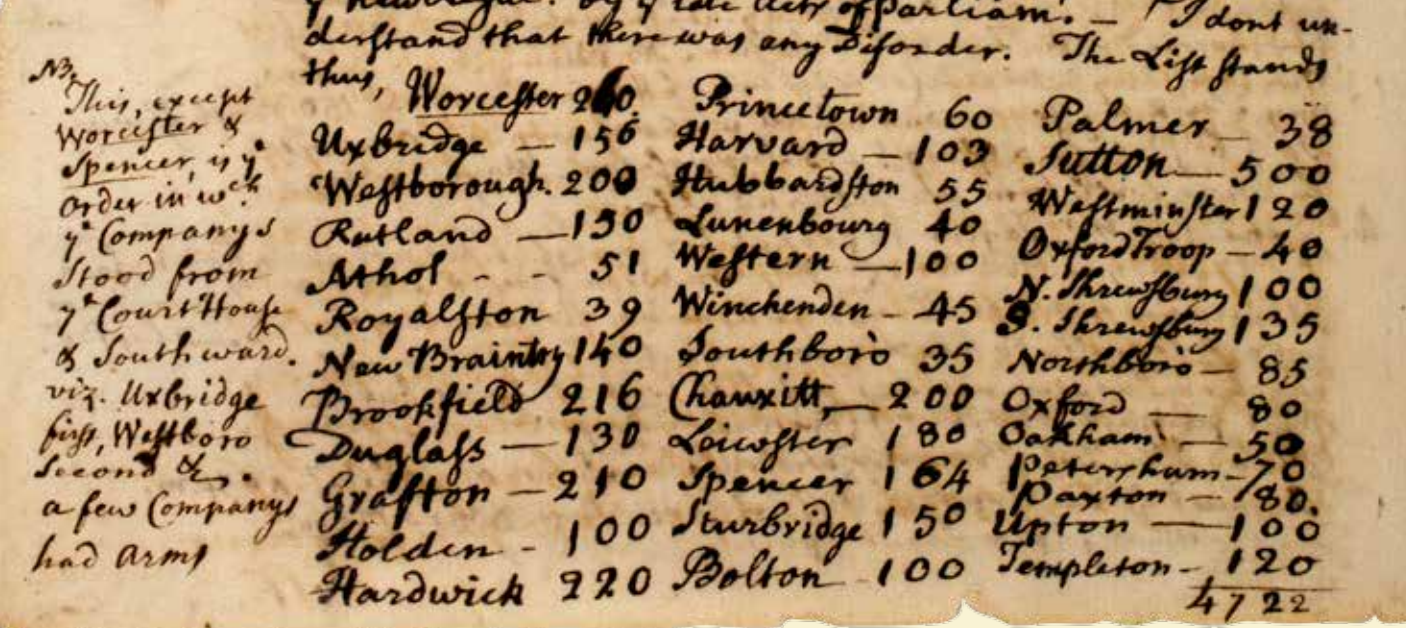 late Acts of Parliam. — I dont un-
derstand that there was any Disorder. The List stands
thus,
NB,
This, except
Worcester &
Spencer, is yͤ
order in wch
yͤ Companys
Stood from
yͤ Court House
& Southward.
viz. Uxbridge
first, Westboro
Second &c.
a few Companys
had arms
Worcester 260.
Uxbridge — 156
Westborough. 200
Rutland — 150
Athol - - 51
Royalston 39
New Braintry 140
Brookfield 216
Duglass — 130
Grafton — 210
Holden - 100
Hardwick 220
Princetown 60
Harvard — 103
Hubbardston 55
Lunenbourg 40
Western — 100
Winchenden - 45
Southboro 35
Chauxitt, — 200
Leicester 180
Spencer 164
Sturbridge 150
Bolton 100
Palmer — 38
Sutton — 500
Westminster 120
Oxford Troop — 40
N. Shrewsbury 100
S. Shrewsbury 135
Northboro — 85
Oxford — 80
Oakham — 50
Petersham — 70
Paxton — 80.
Upton — 100
Templeton — 120
4722